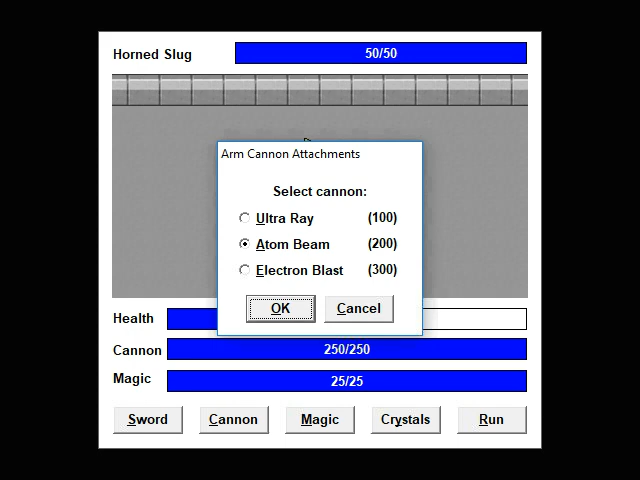 Horned Slug 50/50
Arm Cannon Attachments
Select cannon:
Ultra Ray (100)
Atom Beam (200)
Electron Blast (300)
OK Cancel
Health
Cannon 250/250
Magic 25/25
Sword Cannon Magic Crystals Run